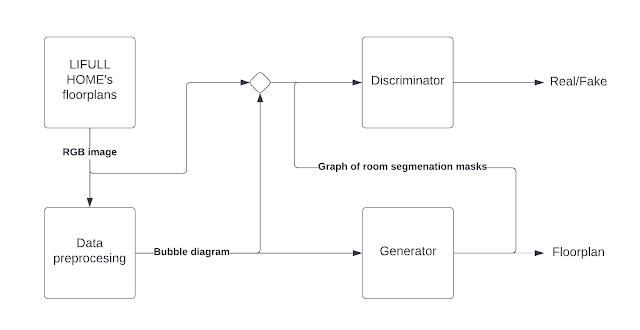 LIFULL
HOME's
floorplans
Discriminator
Real/Fake
RGB image
Graph of room segmenation masks
Data
preprocesing
Bubble diagram
Generator
Floorplan